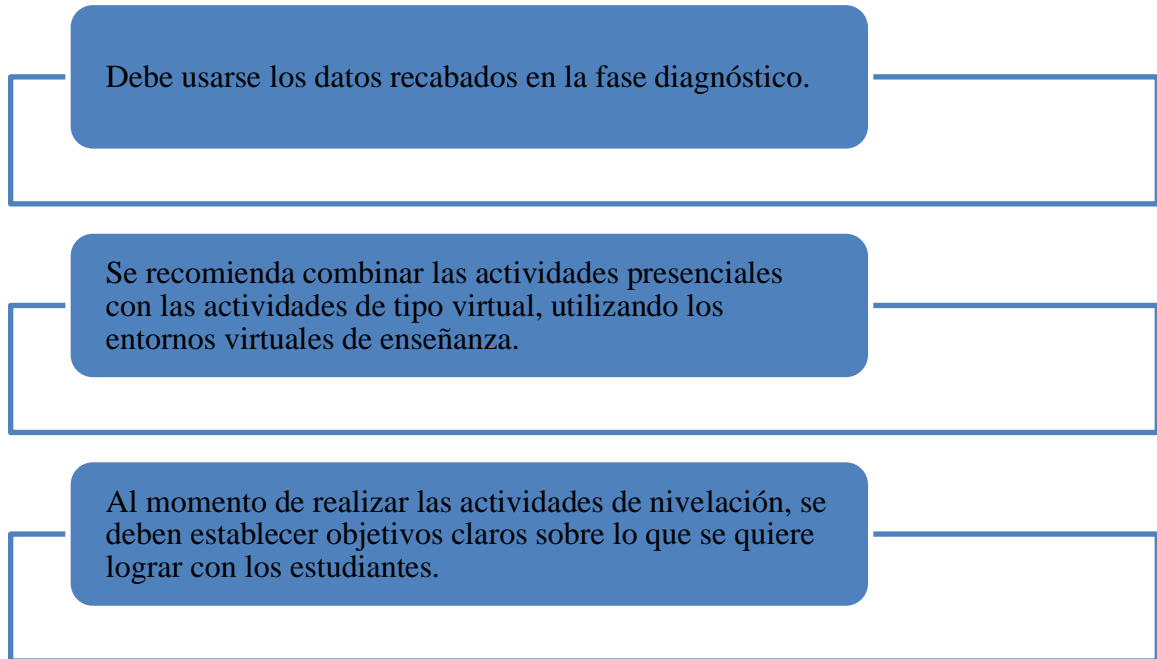 Debe usarse los datos recabados en la fase diagnóstico.
Se recomienda combinar las actividades presenciales
con las actividades de tipo virtual, utilizando los
entornos virtuales de enseñanza.
Al momento de realizar las actividades de nivelación, se
deben establecer objetivos claros sobre lo que se quiere
lograr con los estudiantes.